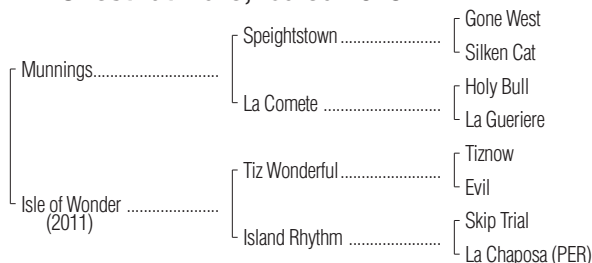 Gone West
Speightstown ........................
Silken Cat
Munnings..............................
Holy Bull
La Comete ............................
La Gueriere
Tiznow
Tiz Wonderful ........................
Evil
Isle of Wonder ......................
(2011)
Skip Trial
Island Rhythm ......................
La Chaposa (PER)